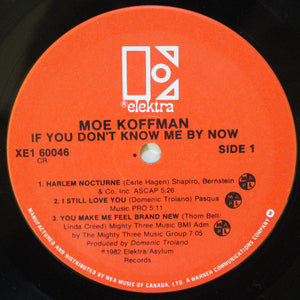 elektra
MOE KOFFMAN
IF YOU DON'T KNOW ME BY NOW
XE1 60046 SIDE 1
CR
1. HARLEM NOCTURNE (Earle Hagen) Shapiro, Bernstein
& Co. Inc. ASCAP 5:26
2. I STILL LOVE YOU (Domenic Troiano) Pasqua
Music PRO 5:11
3. YOU MAKE ME FEEL BRAND NEW (Thom Bell/
Linda Creed) Mighty Three Music BMI Adm
by The Mighty Three Music Group 7:05
Produced by Domenic Troiano
℗1982 Elektra/Asylum
Records
MANUFACTURED & DISTRIBUTED BY WEA MUSIC OF CANADA, LTD. A WARNER COMMUNICATIONS COMPANY